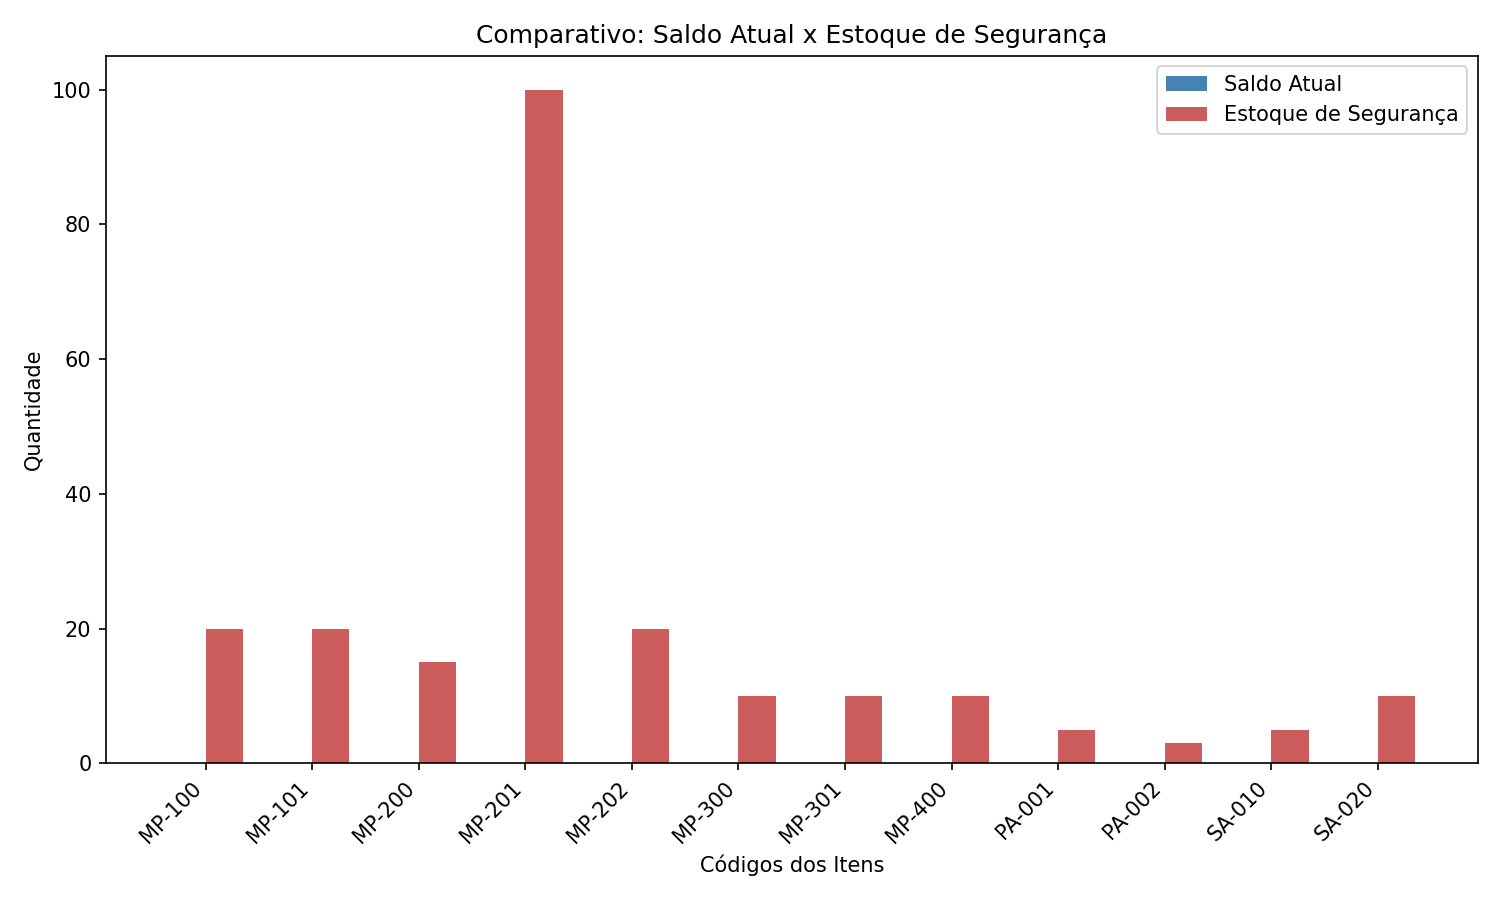 Comparativo: Saldo Atual x Estoque de Segurança
Saldo Atual
Estoque de Segurança
Quantidade
100
80
60
40
20
0
MP-100
MP-101
MP-200
MP-201
MP-202
MP-300
MP-301
MP-400
PA-001
PA-002
SA-010
SA-020
Códigos dos Itens